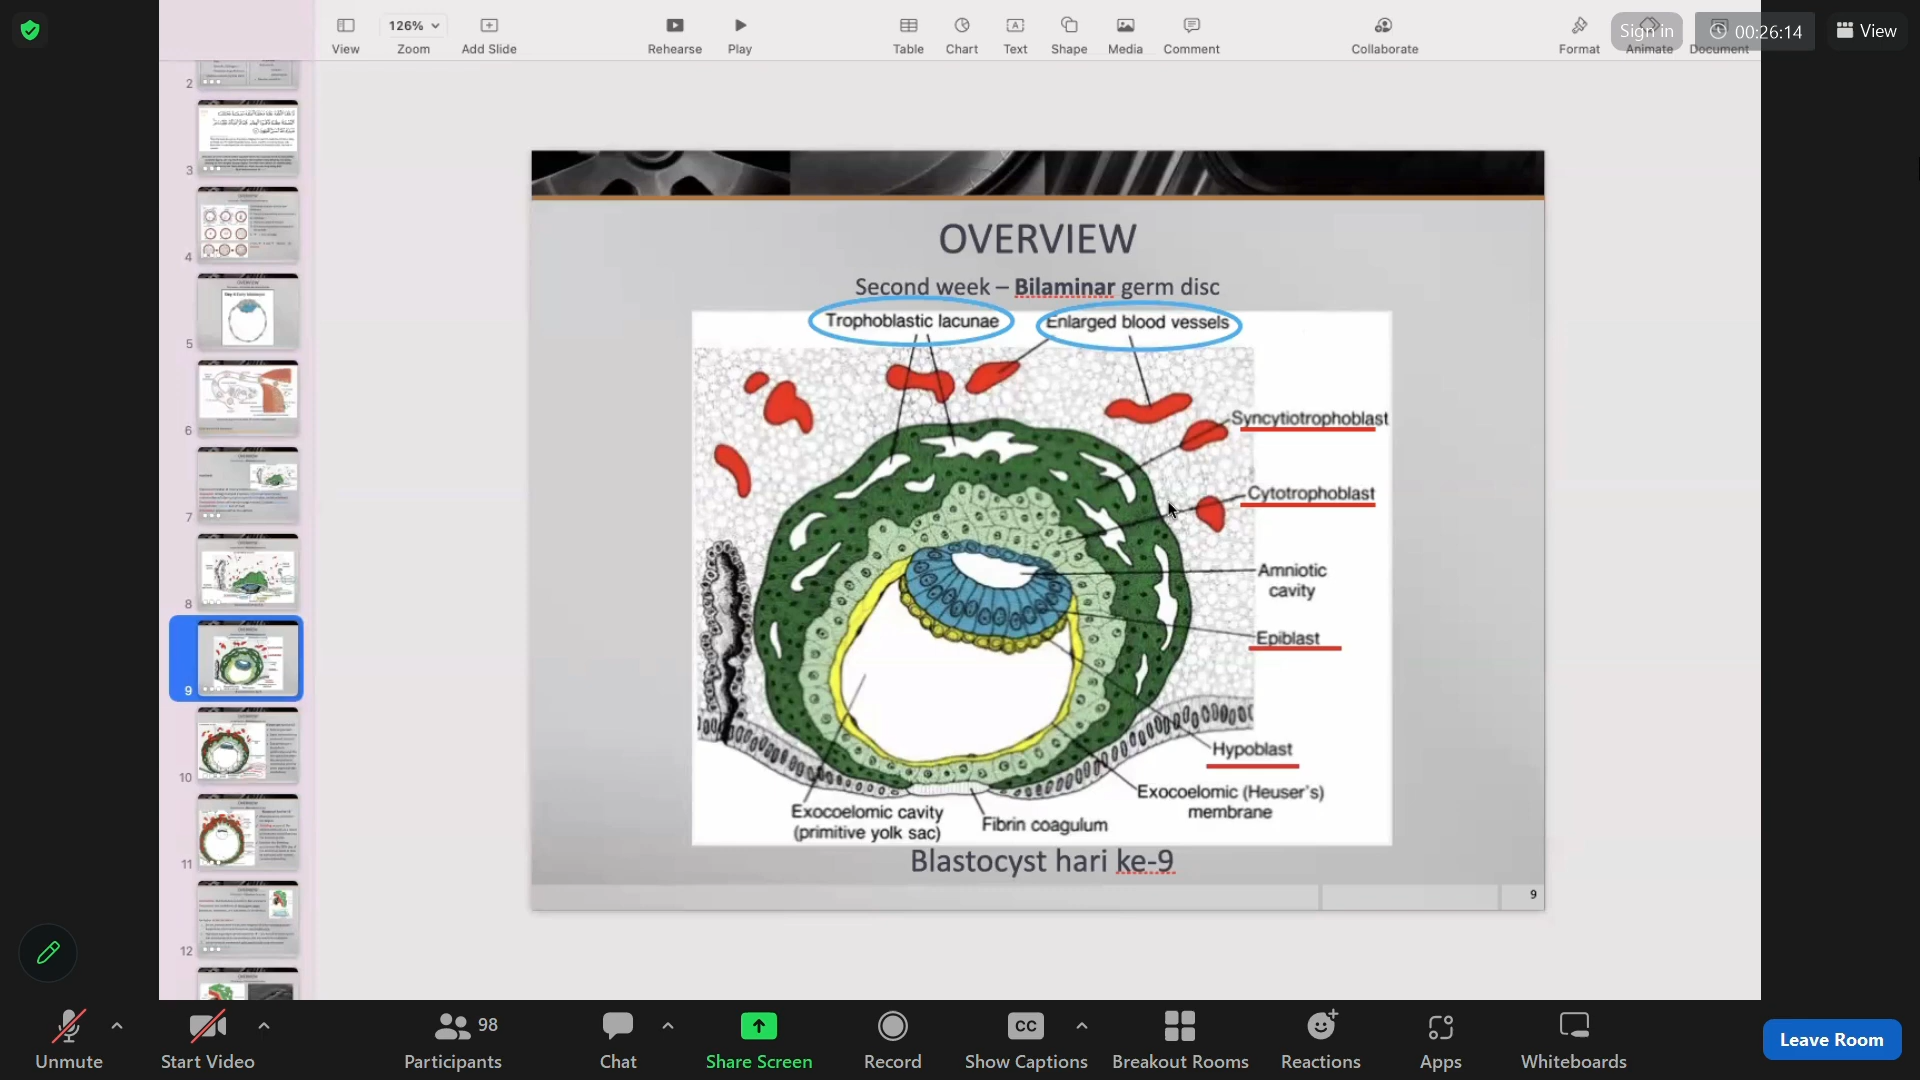 View
126%
Zoom
Add Slide
Rehearse
Play
Table
Chart
Text
Shape
Media
Comment
Collaborate
Format
Animate
Document
Sign in
00:26:14
View
2
3
4
5
6
7
8
9
10
11
12
OVERVIEW
Second week – Bilaminar germ disc
Trophoblastic lacunae
Enlarged blood vessels
Syncytiotrophoblast
Cytotrophoblast
Amniotic
cavity
Epiblast
Hypoblast
Exocoelomic (Heuser's)
membrane
Exocoelomic cavity
(primitive yolk sac)
Fibrin coagulum
Blastocyst hari ke-9
9
Unmute
Start Video
98
Participants
Chat
Share Screen
Record
CC
Show Captions
Breakout Rooms
Reactions
Apps
Whiteboards
Leave Room